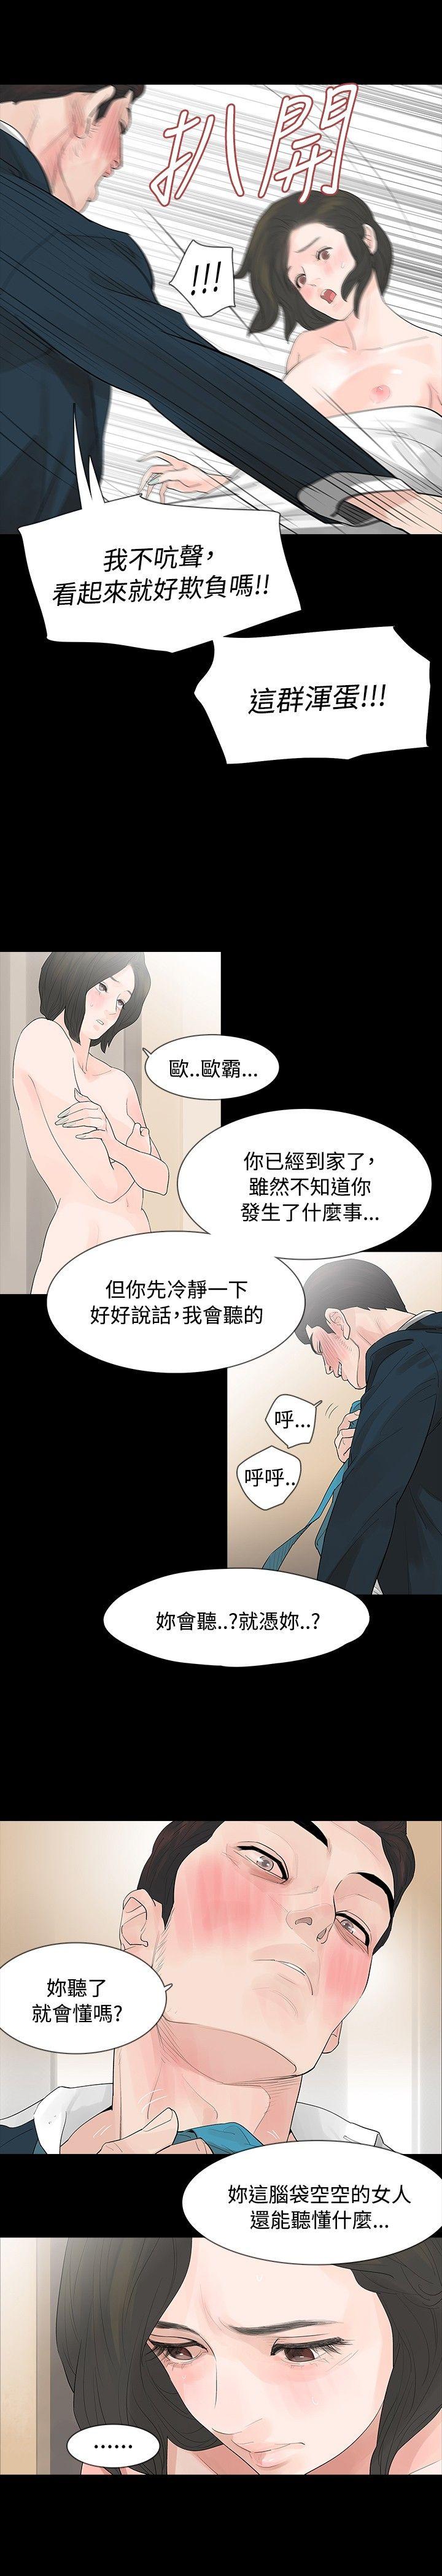 扒開
!!!
我不吭聲，
看起來就好欺負嗎!!
這群渾蛋!!!
歐..歐霸...
你已經到家了，
雖然不知道你
發生了什麼事...
但你先冷靜一下
好好說話，我會聽的
呼...
呼呼..
妳會聽..?就憑妳..?
妳聽了
就會懂嗎?
妳這腦袋空空的女人
還能聽懂什麼...
......